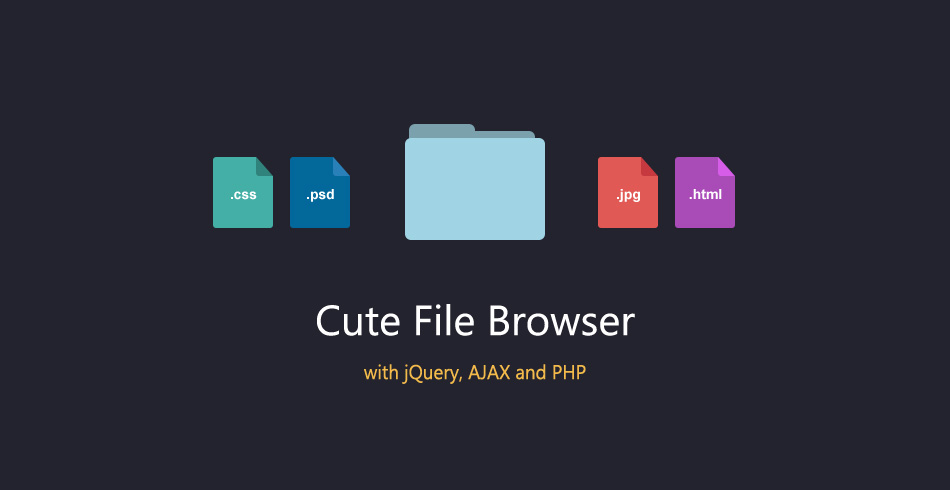 .css .psd .jpg .html
Cute File Browser
with jQuery, AJAX and PHP